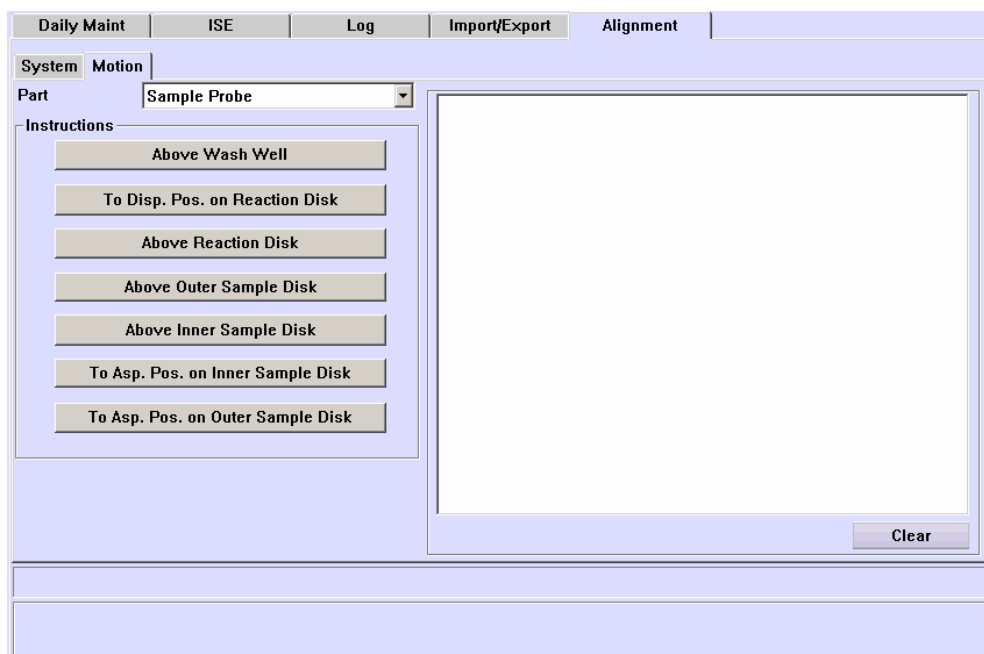 Daily Maint ISE Log Import/Export Alignment
System Motion
Part Sample Probe
Instructions
Above Wash Well
To Disp. Pos. on Reaction Disk
Above Reaction Disk
Above Outer Sample Disk
Above Inner Sample Disk
To Asp. Pos. on Inner Sample Disk
To Asp. Pos. on Outer Sample Disk
Clear